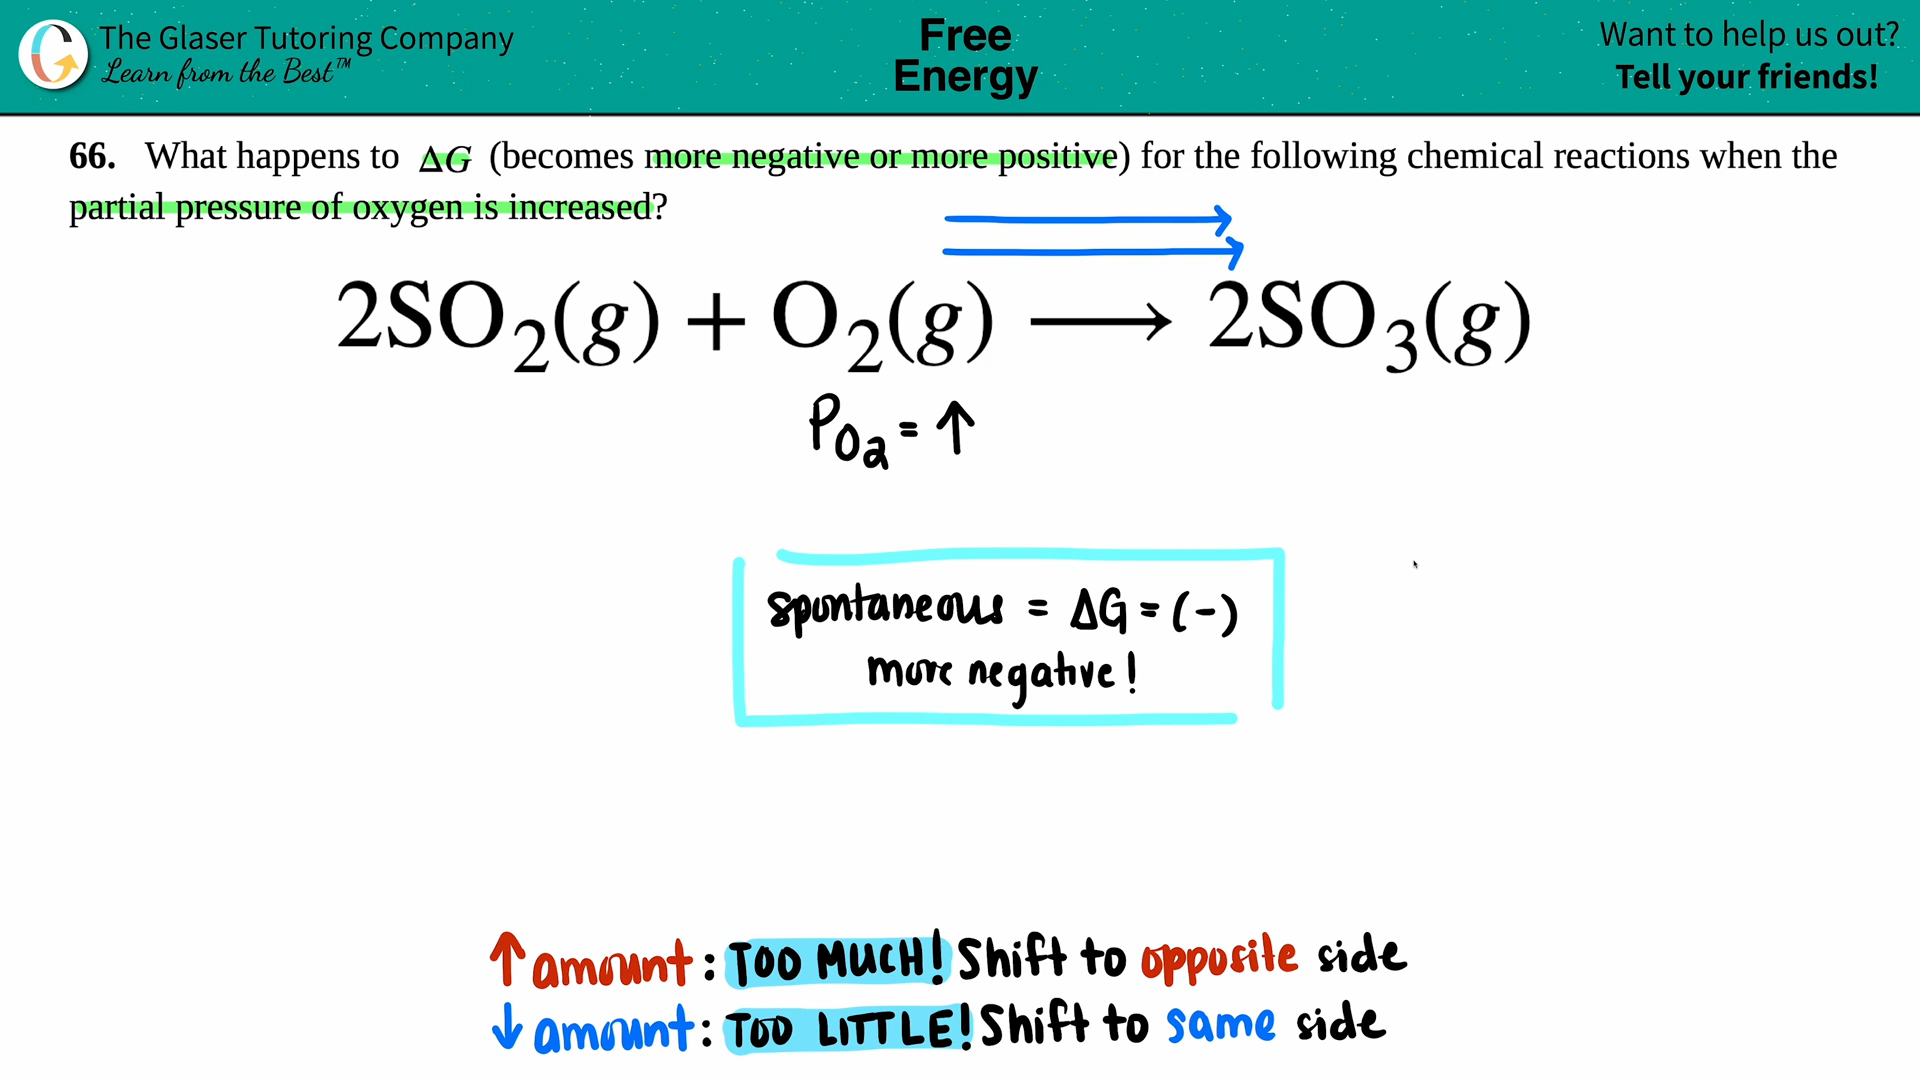 The Glaser Tutoring Company
Learn from the Best™
Free
Energy
Want to help us out?
Tell your friends!
66. What happens to ΔG (becomes more negative or more positive) for the following chemical reactions when the
partial pressure of oxygen is increased?
2SO₂(g) + O₂(g) ⟶ 2SO₃(g)
P_O₂ = ↑
spontaneous = ΔG = (-)
more negative!
↑ amount: TOO MUCH! Shift to opposite side
↓ amount: TOO LITTLE! Shift to same side